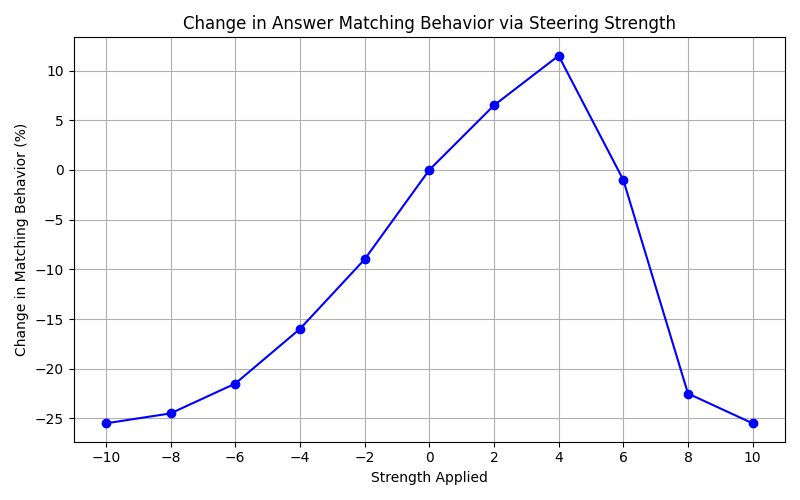 Change in Answer Matching Behavior via Steering Strength
Change in Matching Behavior (%)
10
5
0
−5
−10
−15
−20
−25
−10 −8 −6 −4 −2 0 2 4 6 8 10
Strength Applied